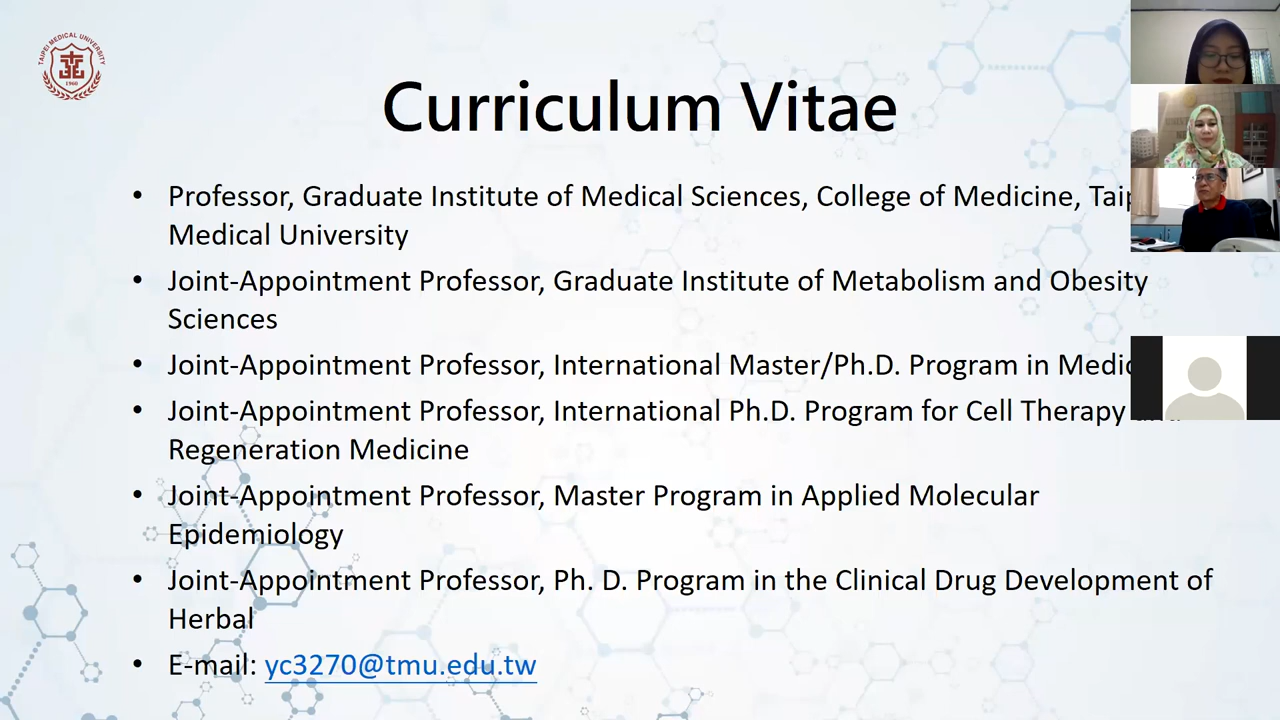 TAIPEI MEDICAL UNIVERSITY
1960
Curriculum Vitae
• Professor, Graduate Institute of Medical Sciences, College of Medicine,
Medical University
• Joint-Appointment Professor, Graduate Institute of Metabolism and Obesity
Sciences
• Joint-Appointment Professor, International Master/Ph.D. Program in
• Joint-Appointment Professor, International Ph.D. Program for Cell Therapy
Regeneration Medicine
• Joint-Appointment Professor, Master Program in Applied Molecular
Epidemiology
• Joint-Appointment Professor, Ph. D. Program in the Clinical Drug Development of
Herbal
• E-mail: yc3270@tmu.edu.tw